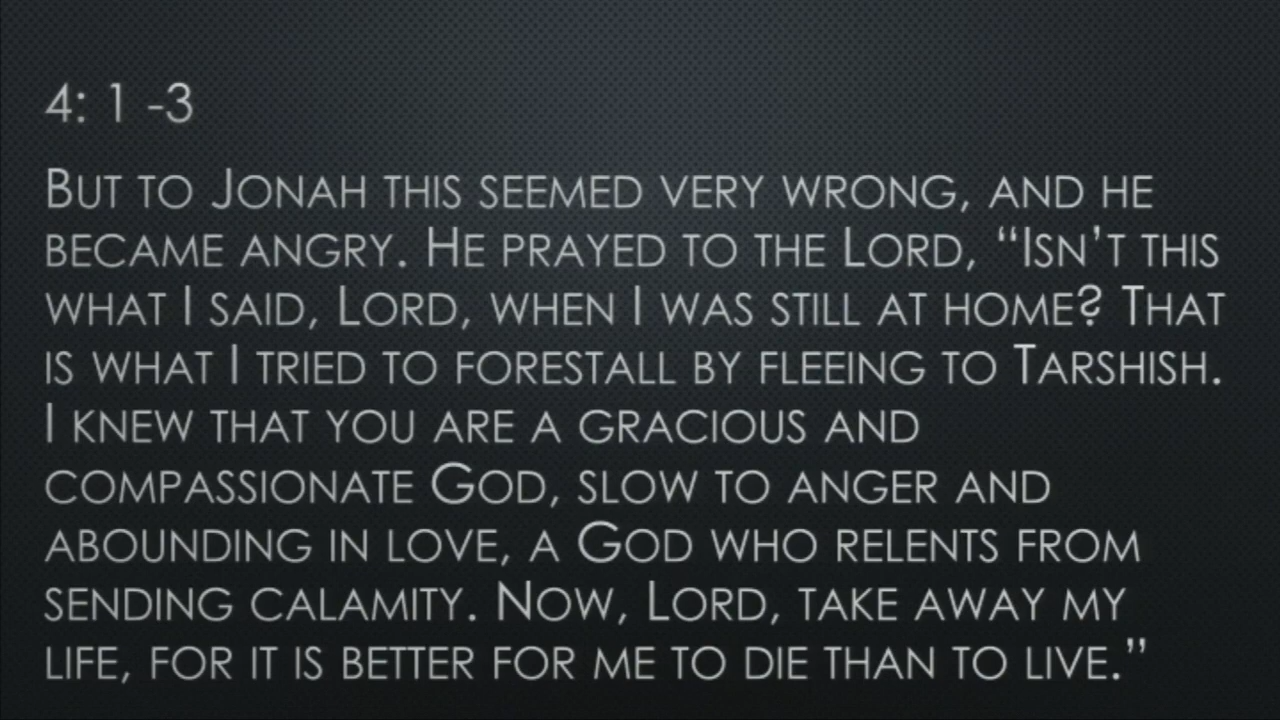 4: 1 -3
But to Jonah this seemed very wrong, and he
became angry. He prayed to the Lord, “Isn’t this
what I said, Lord, when I was still at home? That
is what I tried to forestall by fleeing to Tarshish.
I knew that you are a gracious and
compassionate God, slow to anger and
abounding in love, a God who relents from
sending calamity. Now, Lord, take away my
life, for it is better for me to die than to live.”